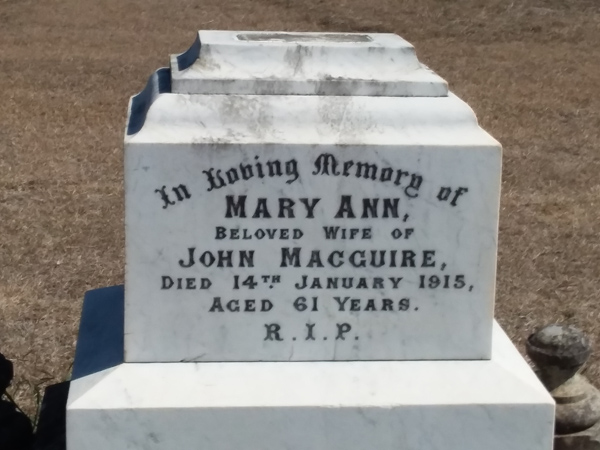 In Loving Memory of
MARY ANN,
BELOVED WIFE OF
JOHN MACGUIRE,
DIED 14TH JANUARY 1915,
AGED 61 YEARS.
R.I.P.